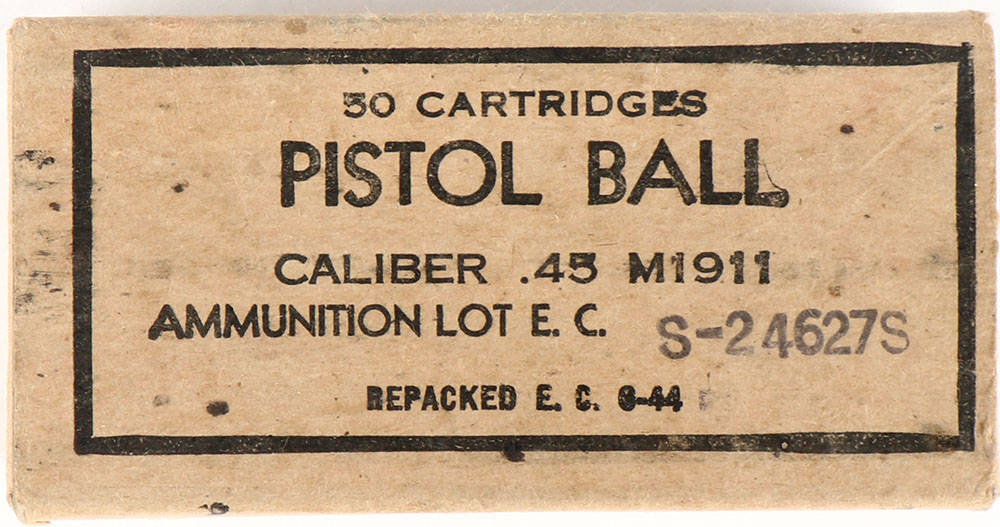 50 CARTRIDGES
PISTOL BALL
CALIBER .45 M1911
AMMUNITION LOT E. C. S-24627S
REPACKED E. C. 6-44